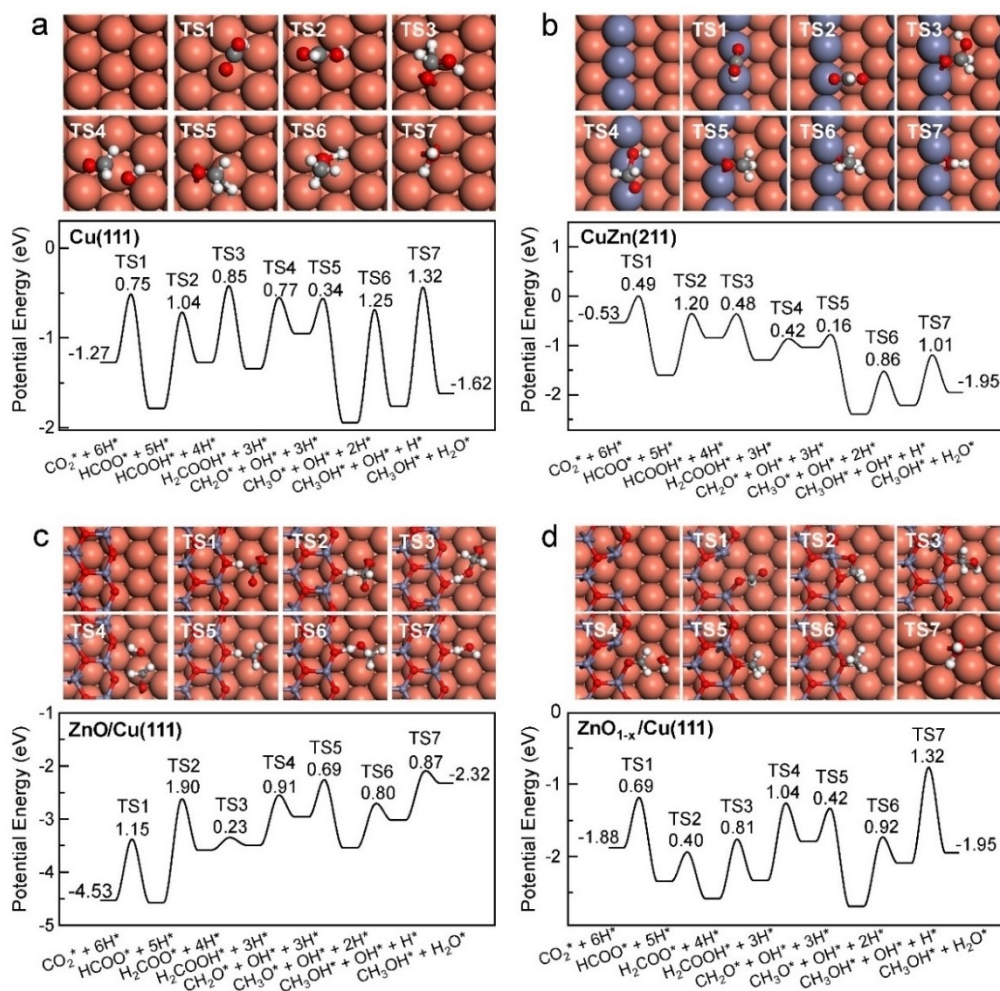 a
TS1
TS2
TS3
TS4
TS5
TS6
TS7
Potential Energy (eV)
0
-1
-2
Cu(111)
-1.27
TS1
0.75
TS2
1.04
TS3
0.85
TS4
0.77
TS5
0.34
TS6
1.25
TS7
1.32
-1.62
CO₂* + 6H*
HCOO* + 5H*
HCOOH* + 4H*
H₂COOH* + 3H*
CH₂O* + OH* + 3H*
CH₃O* + OH* + 2H*
CH₃OH* + OH* + H*
CH₃OH* + H₂O*
b
TS1
TS2
TS3
TS4
TS5
TS6
TS7
Potential Energy (eV)
1
0
-1
-2
CuZn(211)
-0.53
TS1
0.49
TS2
1.20
TS3
0.48
TS4
0.42
TS5
0.16
TS6
0.86
TS7
1.01
-1.95
CO₂* + 6H*
HCOO* + 5H*
HCOOH* + 4H*
H₂COOH* + 3H*
CH₂O* + OH* + 3H*
CH₃O* + OH* + 2H*
CH₃OH* + OH* + H*
CH₃OH* + H₂O*
c
TS1
TS2
TS3
TS4
TS5
TS6
TS7
Potential Energy (eV)
-1
-2
-3
-4
-5
ZnO/Cu(111)
-4.53
TS1
1.15
TS2
1.90
TS3
0.23
TS4
0.91
TS5
0.69
TS6
0.80
TS7
0.87
-2.32
CO₂* + 6H*
HCOO* + 5H*
H₂COO* + 4H*
H₂COOH* + 3H*
CH₂O* + OH* + 3H*
CH₃O* + OH* + 2H*
CH₃OH* + OH* + H*
CH₃OH* + H₂O*
d
TS1
TS2
TS3
TS4
TS5
TS6
TS7
Potential Energy (eV)
0
-1
-2
ZnO₁₋ₓ/Cu(111)
-1.88
TS1
0.69
TS2
0.40
TS3
0.81
TS4
1.04
TS5
0.42
TS6
0.92
TS7
1.32
-1.95
CO₂* + 6H*
HCOO* + 5H*
H₂COO* + 4H*
H₂COOH* + 3H*
CH₂O* + OH* + 3H*
CH₃O* + OH* + 2H*
CH₃OH* + OH* + H*
CH₃OH* + H₂O*